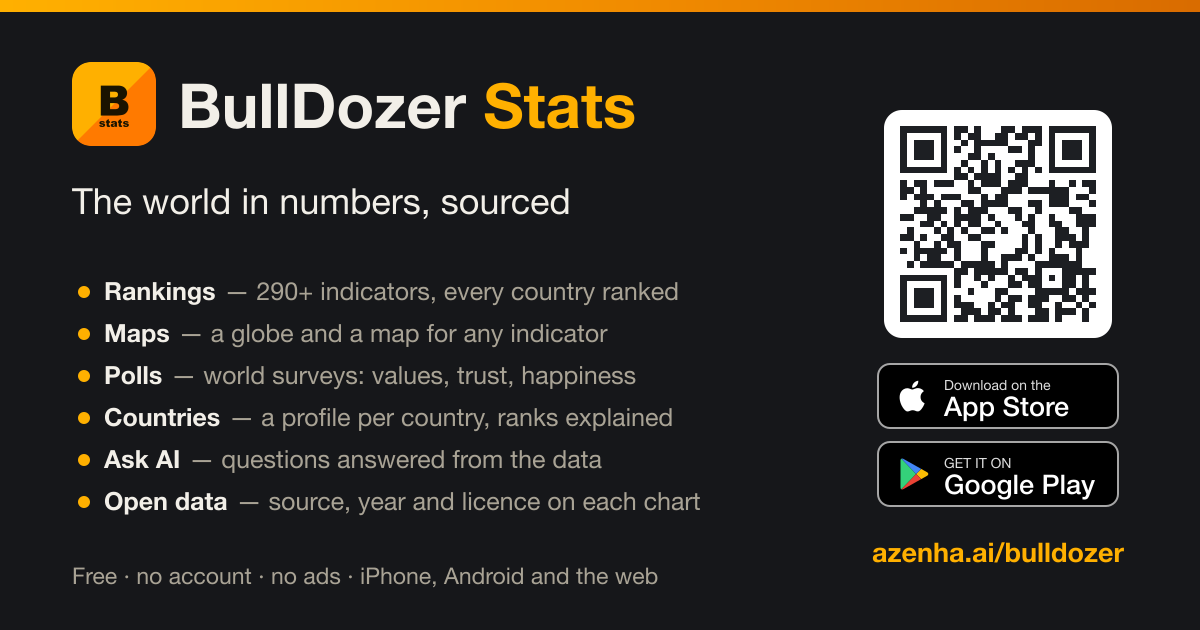 B
stats
BullDozer Stats
The world in numbers, sourced
Rankings — 290+ indicators, every country ranked
Maps — a globe and a map for any indicator
Polls — world surveys: values, trust, happiness
Countries — a profile per country, ranks explained
Ask AI — questions answered from the data
Open data — source, year and licence on each chart
Free · no account · no ads · iPhone, Android and the web
Download on the
App Store
GET IT ON
Google Play
azenha.ai/bulldozer